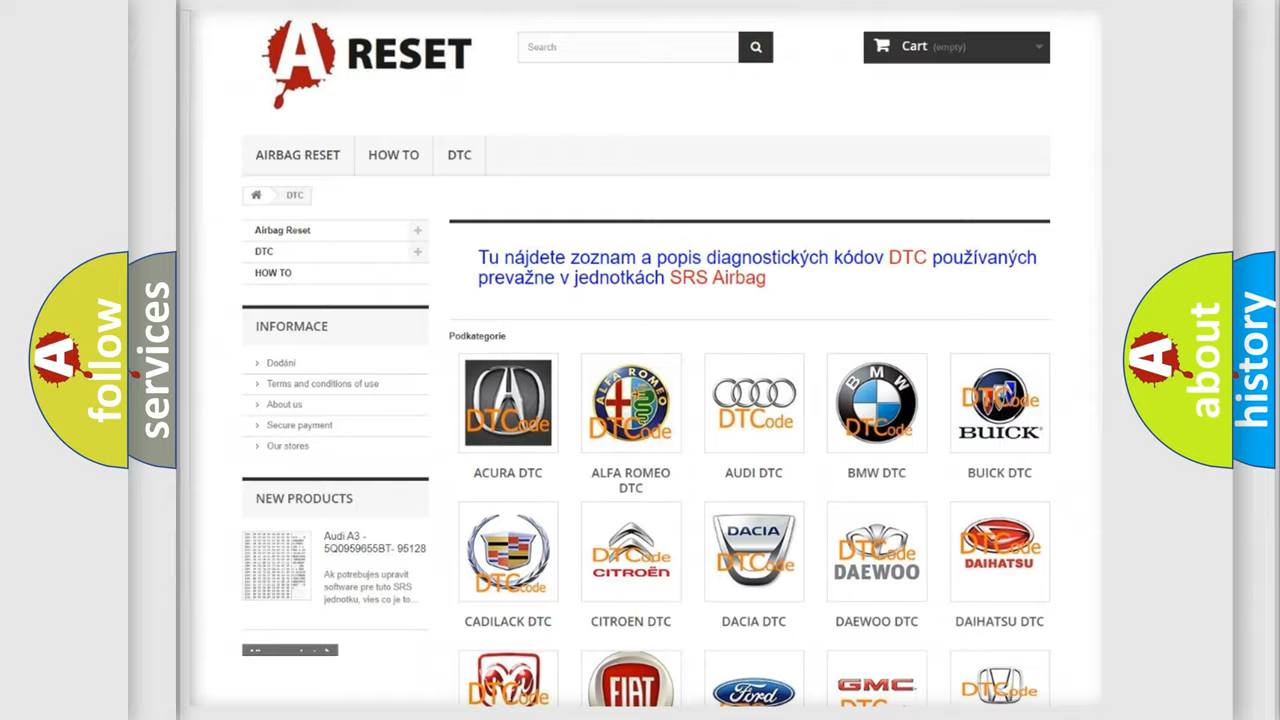 A RESET
Search
Cart (empty)
AIRBAG RESET
HOW TO
DTC
DTC
Airbag Reset
DTC
HOW TO
Tu nájdete zoznam a popis diagnostických kódov DTC používaných
prevažne v jednotkách SRS Airbag
INFORMACE
Dodání
Terms and conditions of use
About us
Secure payment
Our stores
NEW PRODUCTS
Audi A3 -
5Q0959655BT- 95128
Ak potrebujes upravit
software pre tuto SRS
jednotku, vies co je to...
Podkategorie
DTCode
ALFA ROMEO
DTCode
DTCode
BMW
DTCode
DTCode
BUICK
ACURA DTC
ALFA ROMEO
DTC
AUDI DTC
BMW DTC
BUICK DTC
DTCode
DTCode
CITROËN
DACIA
DTCode
DTCode
DAEWOO
DTCode
DAIHATSU
CADILACK DTC
CITROEN DTC
DACIA DTC
DAEWOO DTC
DAIHATSU DTC
DTCode
FIAT
Ford
GMC
DTCode
A follow
services
A about
history